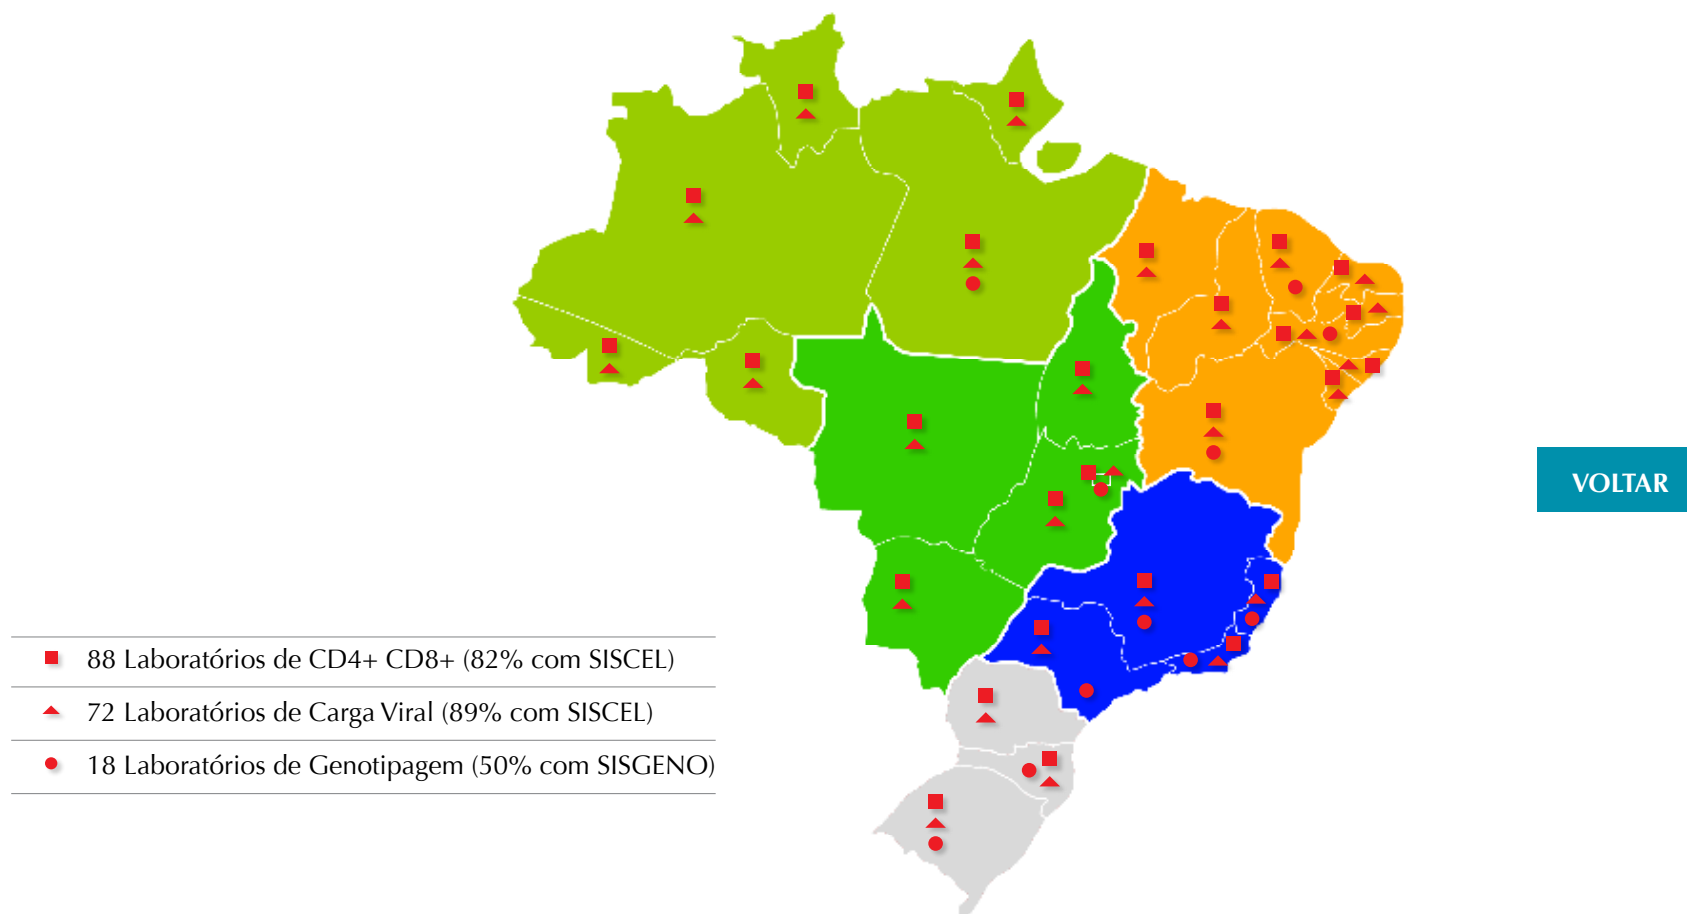 VOLTAR
88 Laboratórios de CD4+ CD8+ (82% com SISCEL)
72 Laboratórios de Carga Viral (89% com SISCEL)
18 Laboratórios de Genotipagem (50% com SISGENO)